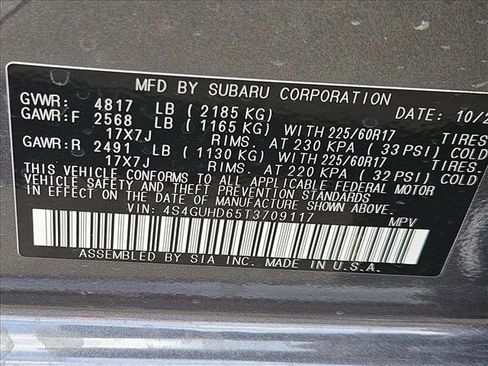 MFD BY SUBARU CORPORATION
GVWR: 4817 LB (2185 KG) DATE: 10/2
GAWR:F 2568 LB (1165 KG) WITH 225/60R17 TIRES
17X7J RIMS. AT 230 KPA (33 PSI) COLD
GAWR:R 2491 LB (1130 KG) WITH 225/60R17 TIRES
17X7J RIMS. AT 220 KPA (32 PSI)
THIS VEHICLE CONFORMS TO ALL APPLICABLE FEDERAL MOTOR
VEHICLE SAFETY AND THEFT PREVENTION STANDARDS
IN EFFECT ON THE DATE OF MANUFACTURE SHOWN ABOVE.
VIN: 4S4GUHD65T3709117 MPV
ASSEMBLED BY SIA INC. MADE IN U.S.A.